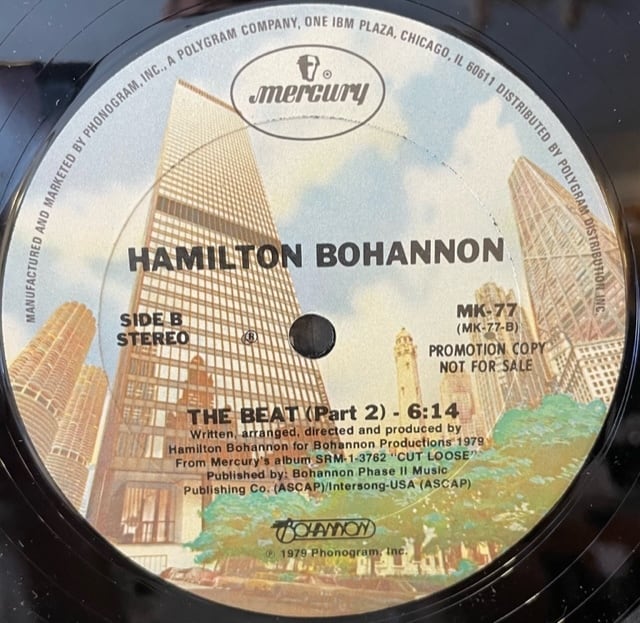 MANUFACTURED AND MARKETED BY PHONOGRAM, INC., A POLYGRAM COMPANY, ONE IBM PLAZA, CHICAGO, IL 60611 DISTRIBUTED BY POLYGRAM DISTRIBUTION, INC.
®
mercury
HAMILTON BOHANNON
SIDE B
STEREO
℗
MK-77
(MK-77-B)
PROMOTION COPY
NOT FOR SALE
THE BEAT (Part 2) - 6:14
Written, arranged, directed and produced by
Hamilton Bohannon for Bohannon Productions 1979
From Mercury's album SRM-1-3762 "CUT LOOSE"
Published by: Bohannon Phase II Music
Publishing Co. (ASCAP)/Intersong-USA (ASCAP)
BOHANNON
℗ 1979 Phonogram, Inc.